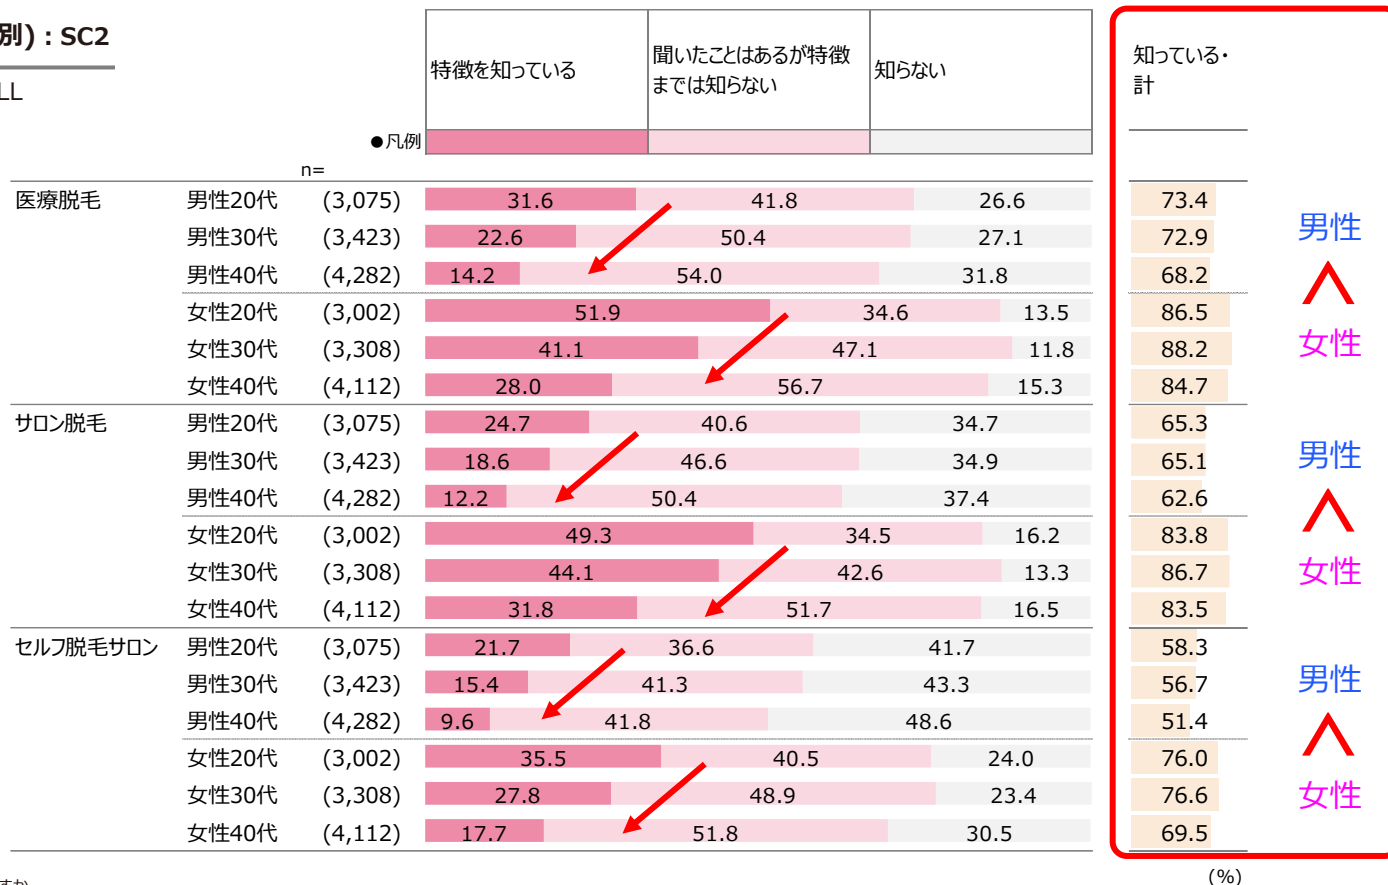 別) : SC2
LL
特徴を知っている 聞いたことはあるが特徴までは知らない 知らない 知っている・計
●凡例
n=
医療脱毛 男性20代 (3,075) 31.6 41.8 26.6 73.4
男性30代 (3,423) 22.6 50.4 27.1 72.9
男性40代 (4,282) 14.2 54.0 31.8 68.2
女性20代 (3,002) 51.9 34.6 13.5 86.5
女性30代 (3,308) 41.1 47.1 11.8 88.2
女性40代 (4,112) 28.0 56.7 15.3 84.7
男性
∧
女性
サロン脱毛 男性20代 (3,075) 24.7 40.6 34.7 65.3
男性30代 (3,423) 18.6 46.6 34.9 65.1
男性40代 (4,282) 12.2 50.4 37.4 62.6
女性20代 (3,002) 49.3 34.5 16.2 83.8
女性30代 (3,308) 44.1 42.6 13.3 86.7
女性40代 (4,112) 31.8 51.7 16.5 83.5
男性
∧
女性
セルフ脱毛サロン 男性20代 (3,075) 21.7 36.6 41.7 58.3
男性30代 (3,423) 15.4 41.3 43.3 56.7
男性40代 (4,282) 9.6 41.8 48.6 51.4
女性20代 (3,002) 35.5 40.5 24.0 76.0
女性30代 (3,308) 27.8 48.9 23.4 76.6
女性40代 (4,112) 17.7 51.8 30.5 69.5
男性
∧
女性
(%)